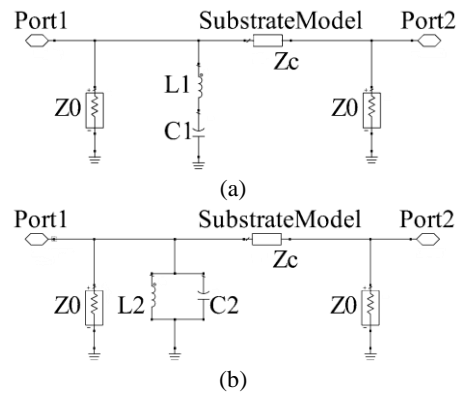 Port1 SubstrateModel Port2
Zc
L1
Z0 Z0
C1
(a)
Port1 SubstrateModel Port2
Zc
Z0 L2 C2 Z0
(b)